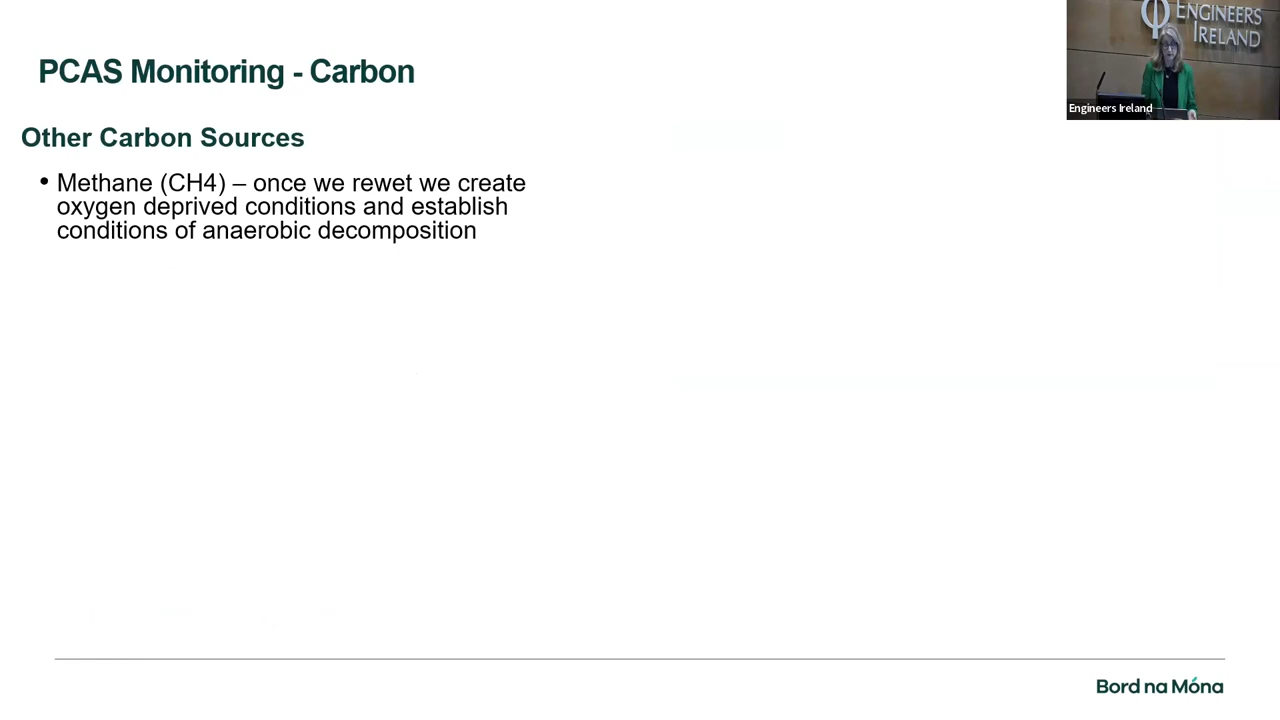 PCAS Monitoring - Carbon
ENGINEERS
IRELAND
Engineers Ireland
Other Carbon Sources
• Methane (CH4) – once we rewet we create
oxygen deprived conditions and establish
conditions of anaerobic decomposition
Bord na Móna